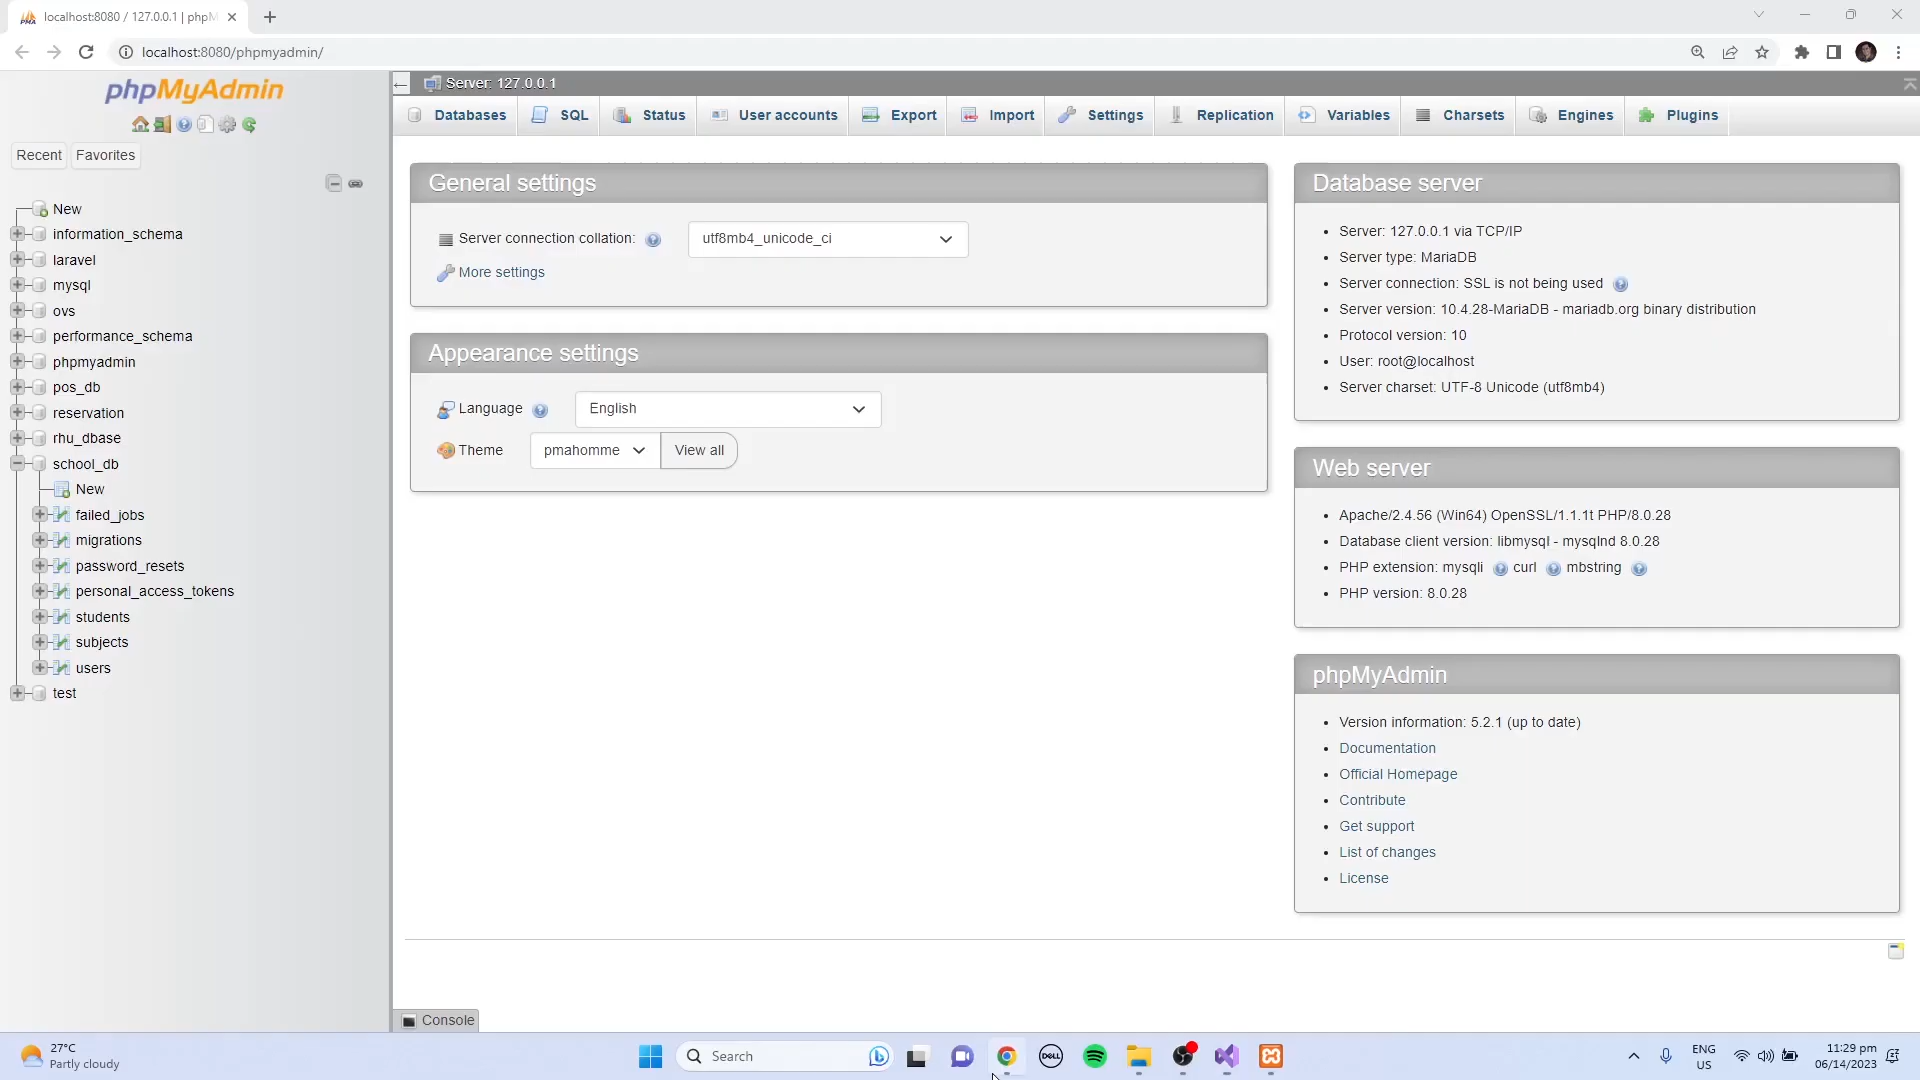 localhost:8080 / 127.0.0.1 | phpM
localhost:8080/phpmyadmin/
phpMyAdmin
Recent
Favorites
New
information_schema
laravel
mysql
ovs
performance_schema
phpmyadmin
pos_db
reservation
rhu_dbase
school_db
New
failed_jobs
migrations
password_resets
personal_access_tokens
students
subjects
users
test
Server: 127.0.0.1
Databases
SQL
Status
User accounts
Export
Import
Settings
Replication
Variables
Charsets
Engines
Plugins
General settings
Server connection collation:
utf8mb4_unicode_ci
More settings
Appearance settings
Language
English
Theme
pmahomme
View all
Database server
Server: 127.0.0.1 via TCP/IP
Server type: MariaDB
Server connection: SSL is not being used
Server version: 10.4.28-MariaDB - mariadb.org binary distribution
Protocol version: 10
User: root@localhost
Server charset: UTF-8 Unicode (utf8mb4)
Web server
Apache/2.4.56 (Win64) OpenSSL/1.1.1t PHP/8.0.28
Database client version: libmysql - mysqlnd 8.0.28
PHP extension: mysqli curl mbstring
PHP version: 8.0.28
phpMyAdmin
Version information: 5.2.1 (up to date)
Documentation
Official Homepage
Contribute
Get support
List of changes
License
Console
27°C
Partly cloudy
Search
DELL
ENG
US
11:29 pm
06/14/2023